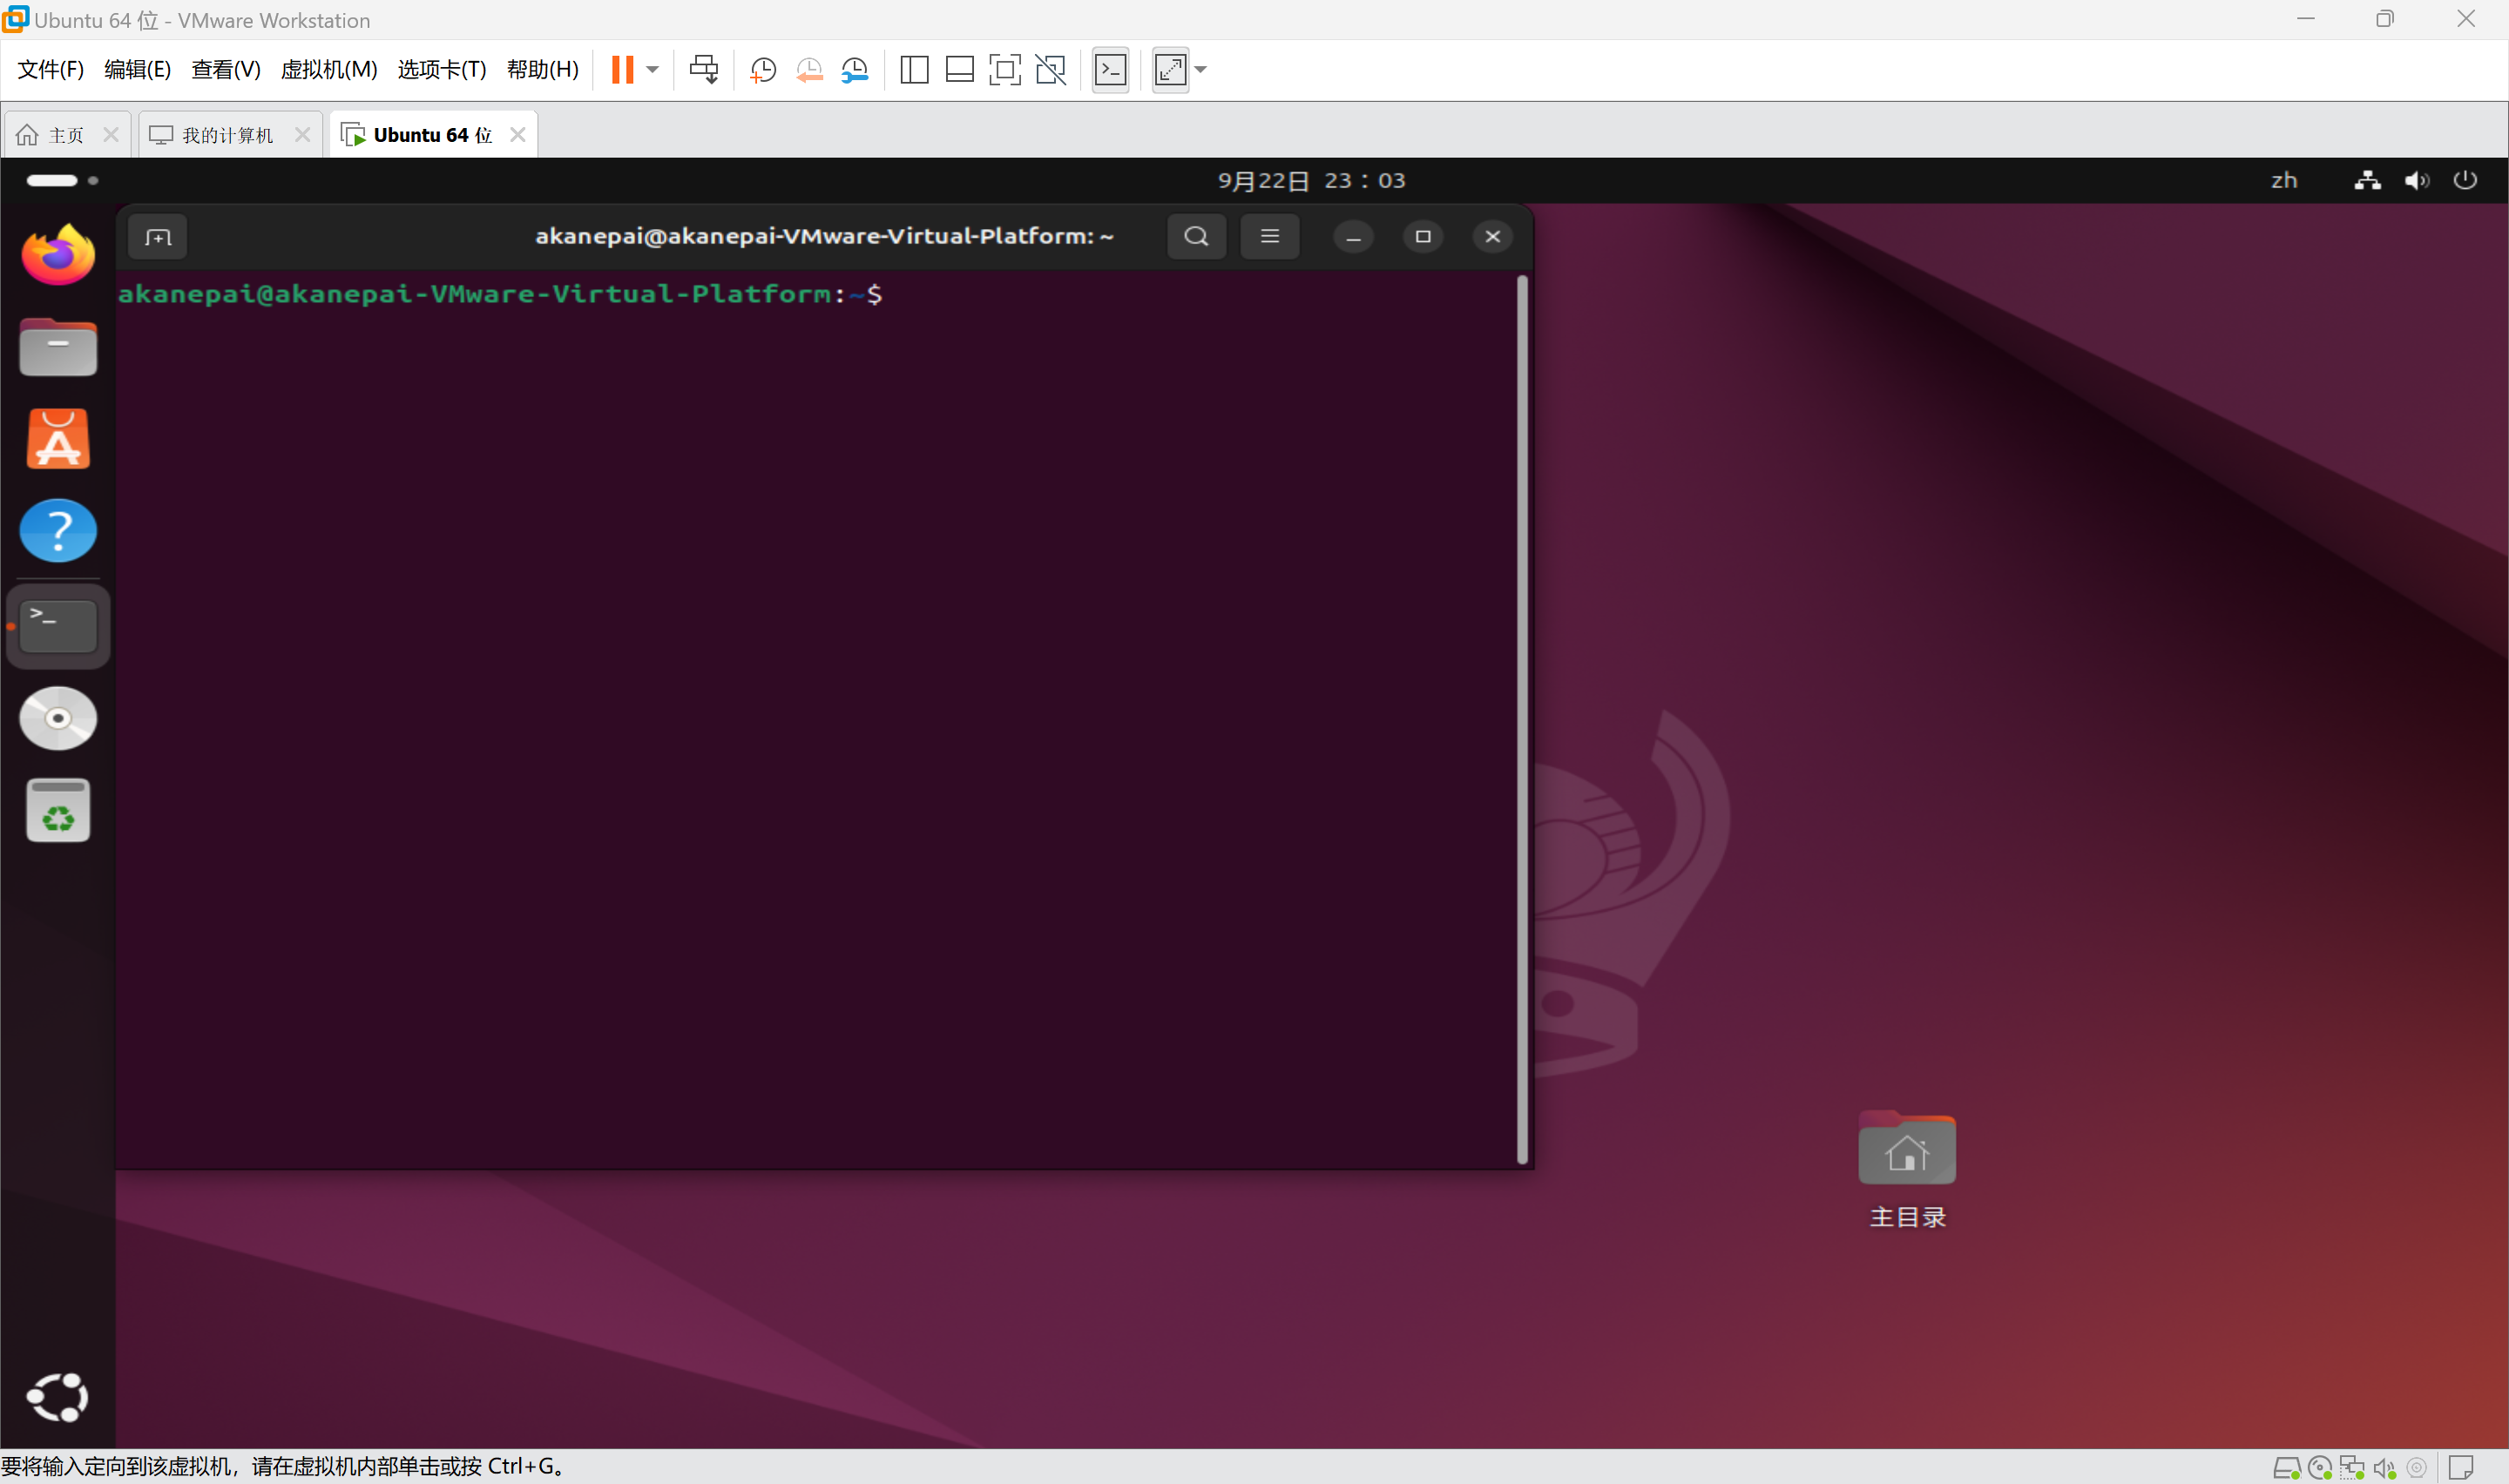 Ubuntu 64 位 - VMware Workstation
文件(F) 编辑(E) 查看(V) 虚拟机(M) 选项卡(T) 帮助(H)
主页 我的计算机 Ubuntu 64 位
9月22日 23：03 zh
akanepai@akanepai-VMware-Virtual-Platform: ~
akanepai@akanepai-VMware-Virtual-Platform:~$
主目录
要将输入定向到该虚拟机，请在虚拟机内部单击或按 Ctrl+G。